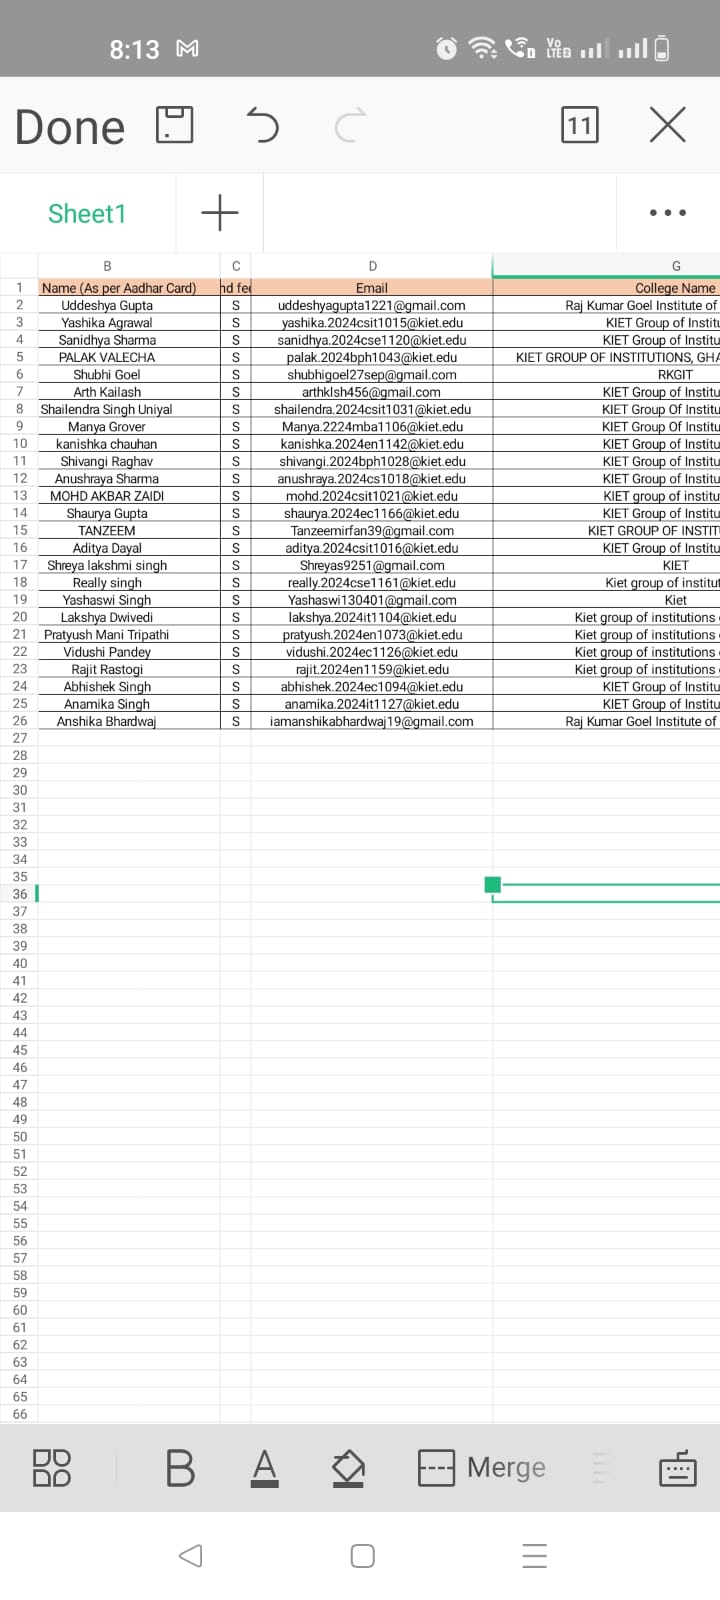 8:13 VO LTE2
Done 11
Sheet1
B C D G
1 Name (As per Aadhar Card) nd fee Email College Name
2 Uddeshya Gupta S uddeshyagupta1221@gmail.com Raj Kumar Goel Institute of
3 Yashika Agrawal S yashika.2024csit1015@kiet.edu KIET Group of Institu
4 Sanidhya Sharma S sanidhya.2024cse1120@kiet.edu KIET Group of Institu
5 PALAK VALECHA S palak.2024bph1043@kiet.edu KIET GROUP OF INSTITUTIONS, GHA
6 Shubhi Goel S shubhigoel27sep@gmail.com RKGIT
7 Arth Kailash S arthklsh456@gmail.com KIET Group of Institu
8 Shailendra Singh Uniyal S shailendra.2024csit1031@kiet.edu KIET Group Of Institu
9 Manya Grover S Manya.2224mba1106@kiet.edu KIET Group Of Institu
10 kanishka chauhan S kanishka.2024en1142@kiet.edu KIET Group of Institu
11 Shivangi Raghav S shivangi.2024bph1028@kiet.edu KIET Group of Institu
12 Anushraya Sharma S anushraya.2024cs1018@kiet.edu KIET Group of Institu
13 MOHD AKBAR ZAIDI S mohd.2024csit1021@kiet.edu KIET group of institu
14 Shaurya Gupta S shaurya.2024ec1166@kiet.edu KIET Group of Institu
15 TANZEEM S Tanzeemirfan39@gmail.com KIET GROUP OF INSTIT
16 Aditya Dayal S aditya.2024csit1016@kiet.edu KIET Group of Institu
17 Shreya lakshmi singh S Shreyas9251@gmail.com KIET
18 Really singh S really.2024cse1161@kiet.edu Kiet group of institut
19 Yashaswi Singh S Yashaswi130401@gmail.com Kiet
20 Lakshya Dwivedi S lakshya.2024it1104@kiet.edu Kiet group of institutions
21 Pratyush Mani Tripathi S pratyush.2024en1073@kiet.edu Kiet group of institutions
22 Vidushi Pandey S vidushi.2024ec1126@kiet.edu Kiet group of institutions
23 Rajit Rastogi S rajit.2024en1159@kiet.edu Kiet group of institutions
24 Abhishek Singh S abhishek.2024ec1094@kiet.edu KIET Group of Institu
25 Anamika Singh S anamika.2024it1127@kiet.edu KIET Group of Institu
26 Anshika Bhardwaj S iamanshikabhardwaj19@gmail.com Raj Kumar Goel Institute of
27
28
29
30
31
32
33
34
35
36
37
38
39
40
41
42
43
44
45
46
47
48
49
50
51
52
53
54
55
56
57
58
59
60
61
62
63
64
65
66
B A Merge